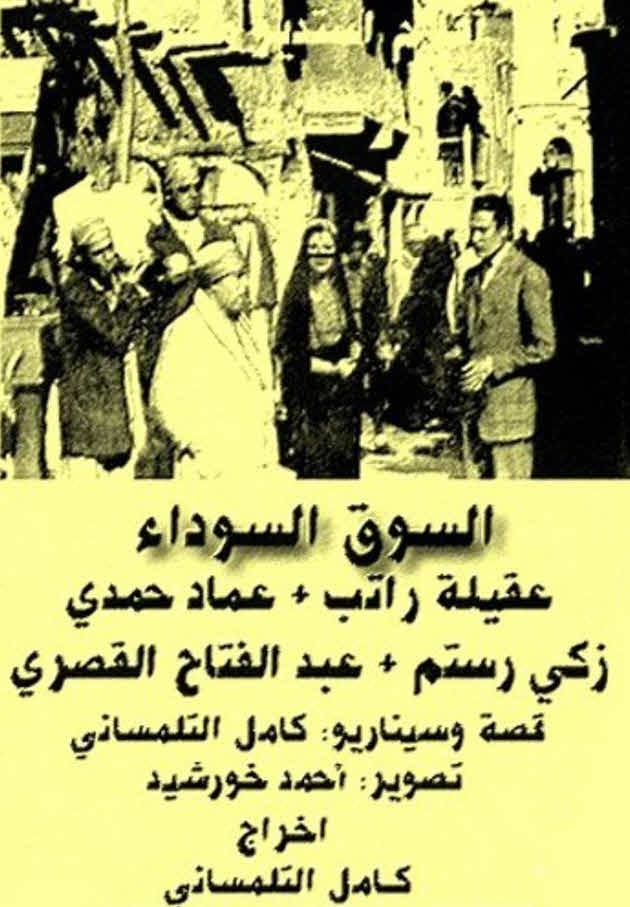 السوق السوداء
عقيلة راتب + عماد حمدي
زكي رستم + عبد الفتاح القصري
قصة وسيناريو: كامل التلمساني
تصوير: أحمد خورشيد
اخراج
كامل التلمساني